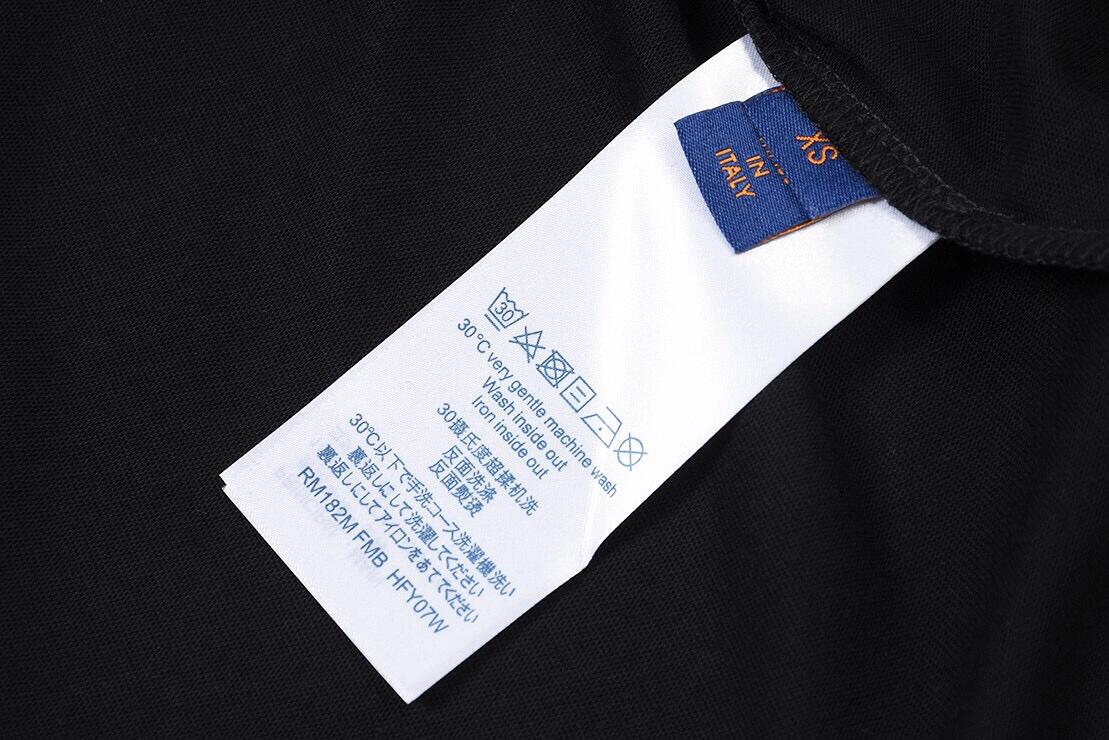 XS
IN
ITALY
30
30°C very gentle machine wash
Wash inside out
Iron inside out
30摄氏度超揉机洗
反面洗涤
反面熨烫
30℃以下で手洗コース洗濯機洗い
裏返しにして洗濯してください
裏返しにしてアイロンをあててください
RM182M FMB HFY07W